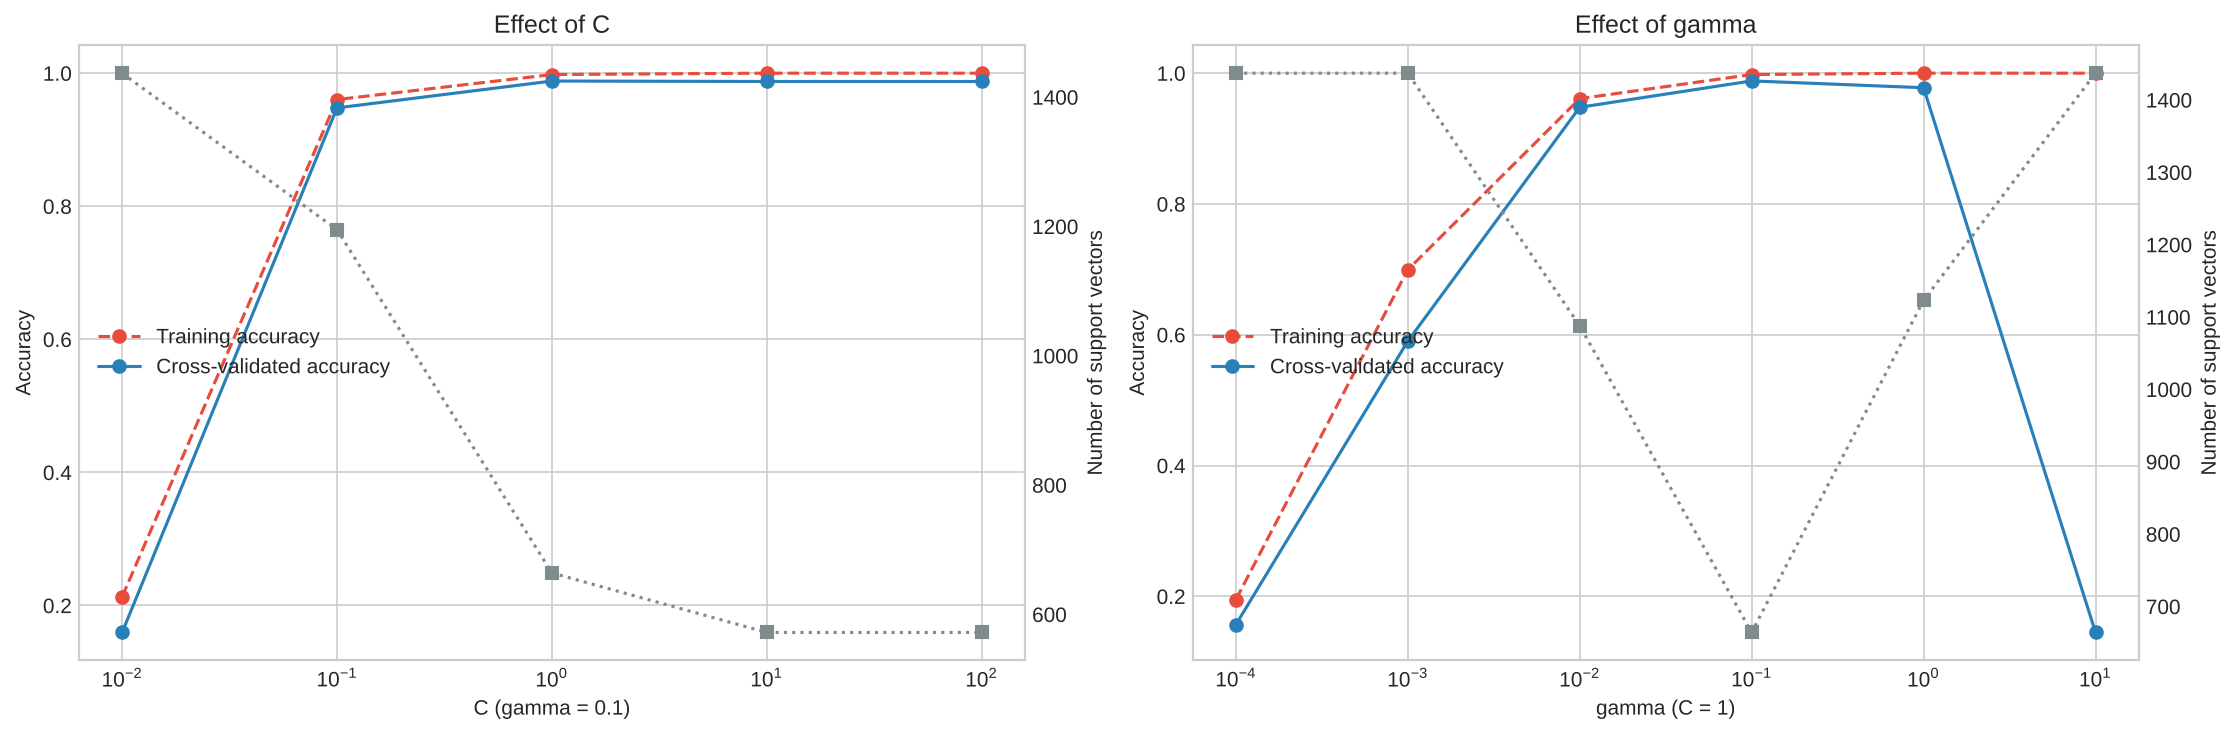 Effect of C
1.0
0.8
0.6
0.4
0.2
Accuracy
Training accuracy
Cross-validated accuracy
1400
1200
1000
800
600
Number of support vectors
10⁻²
10⁻¹
10⁰
10¹
10²
C (gamma = 0.1)
Effect of gamma
1.0
0.8
0.6
0.4
0.2
Accuracy
Training accuracy
Cross-validated accuracy
1400
1300
1200
1100
1000
900
800
700
Number of support vectors
10⁻⁴
10⁻³
10⁻²
10⁻¹
10⁰
10¹
gamma (C = 1)